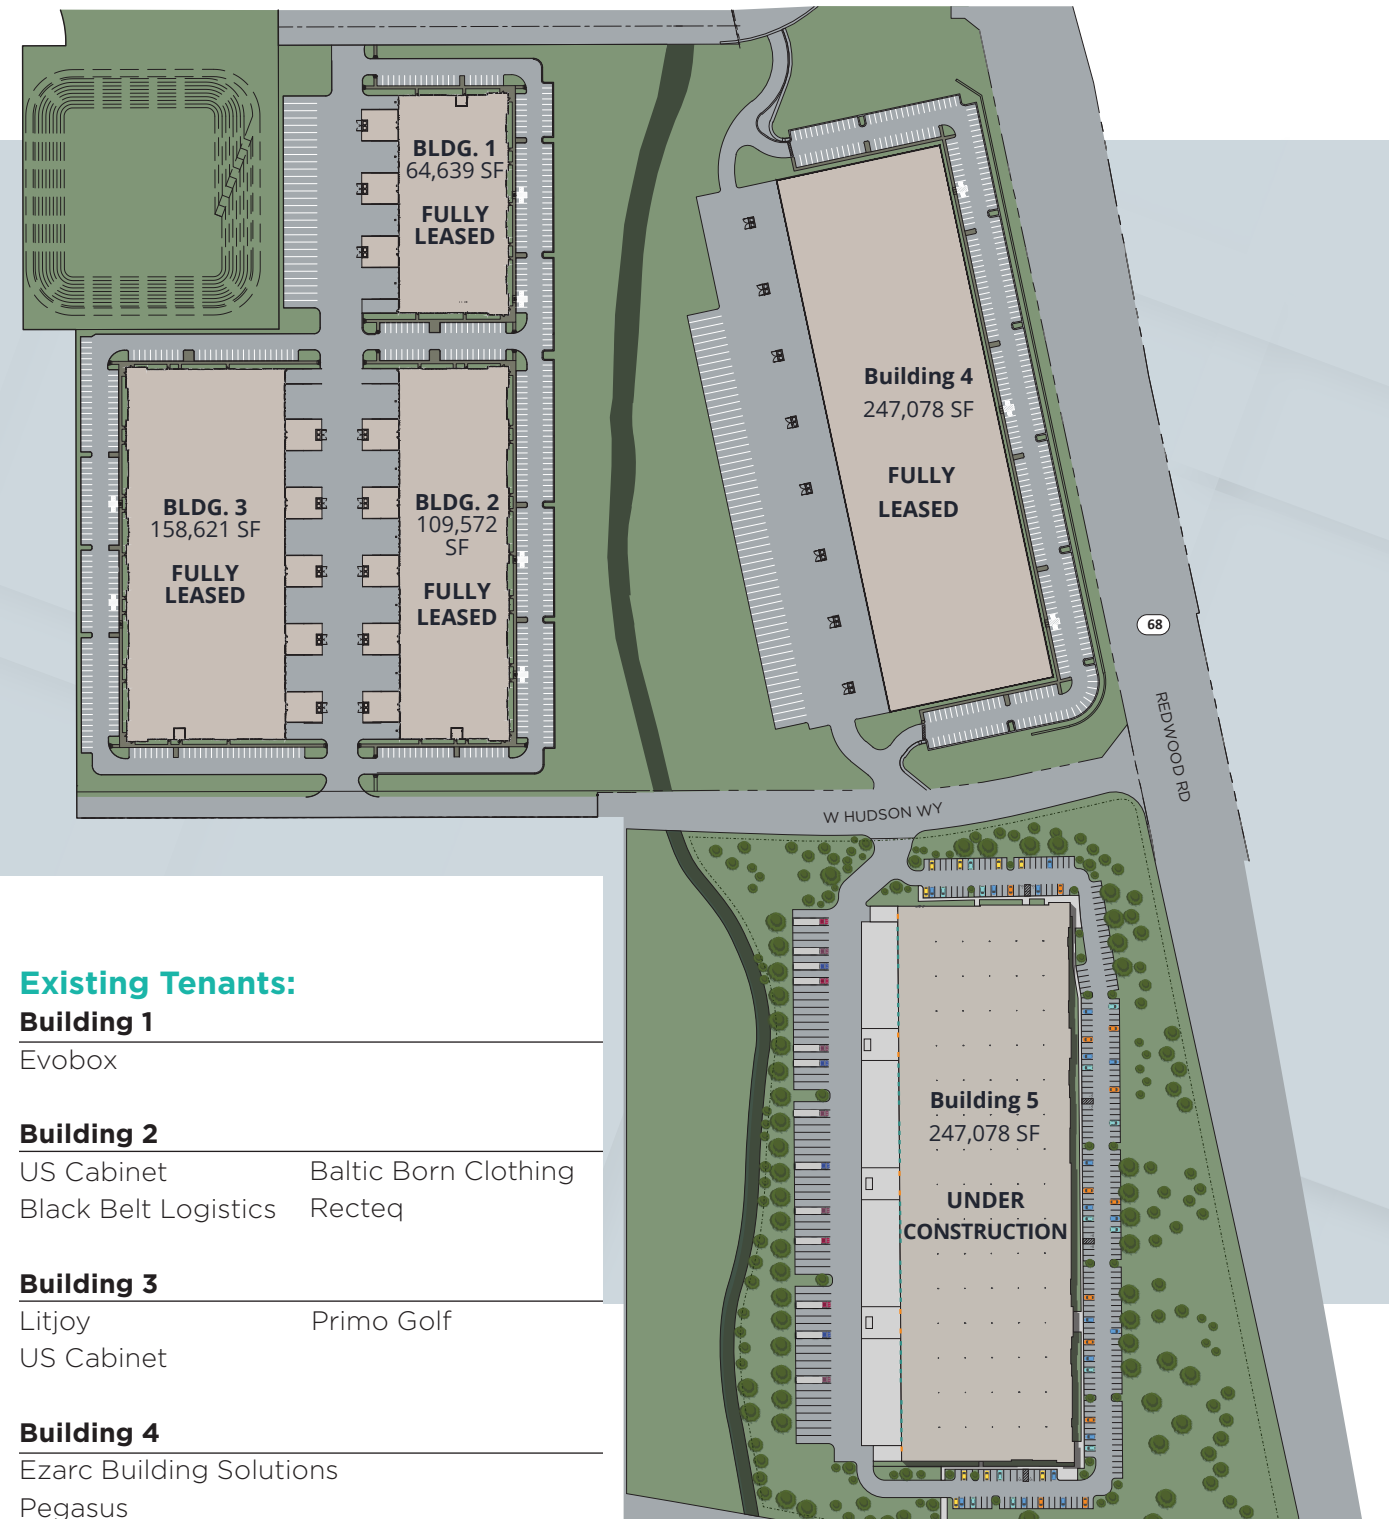 BLDG. 1
64,639 SF
FULLY
LEASED
Building 4
247,078 SF
FULLY
LEASED
BLDG. 3
158,621 SF
FULLY
LEASED
BLDG. 2
109,572
SF
FULLY
LEASED
68
REDWOOD RD
W HUDSON WY
Building 5
247,078 SF
UNDER
CONSTRUCTION
Existing Tenants:
Building 1
Evobox
Building 2
US Cabinet
Baltic Born Clothing
Black Belt Logistics
Recteq
Building 3
Litjoy
Primo Golf
US Cabinet
Building 4
Ezarc Building Solutions
Pegasus